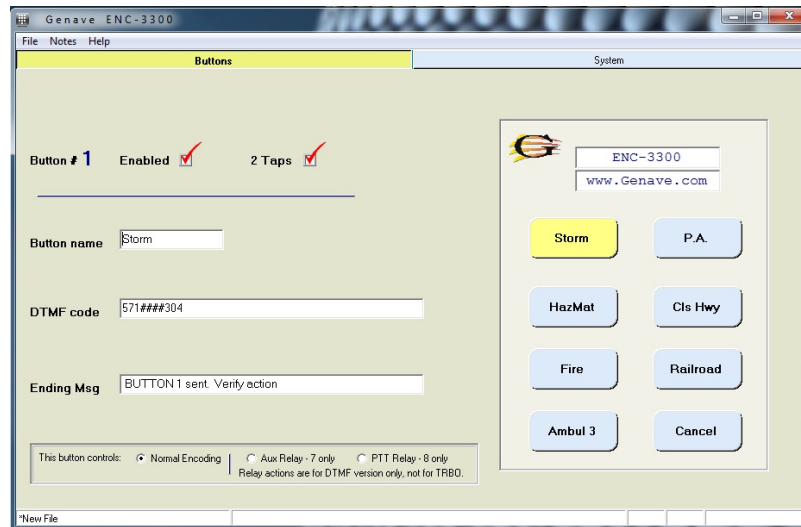 Genave ENC-3300
File Notes Help
Buttons System
Button # 1 Enabled 2 Taps
Button name Storm
DTMF code 571####304
Ending Msg BUTTON 1 sent. Verify action
This button controls: Normal Encoding Aux Relay - 7 only PTT Relay - 8 only
Relay actions are for DTMF version only, not for TRBO.
G
ENC-3300
www.Genave.com
Storm P.A.
HazMat Cls Hwy
Fire Railroad
Ambul 3 Cancel
*New File